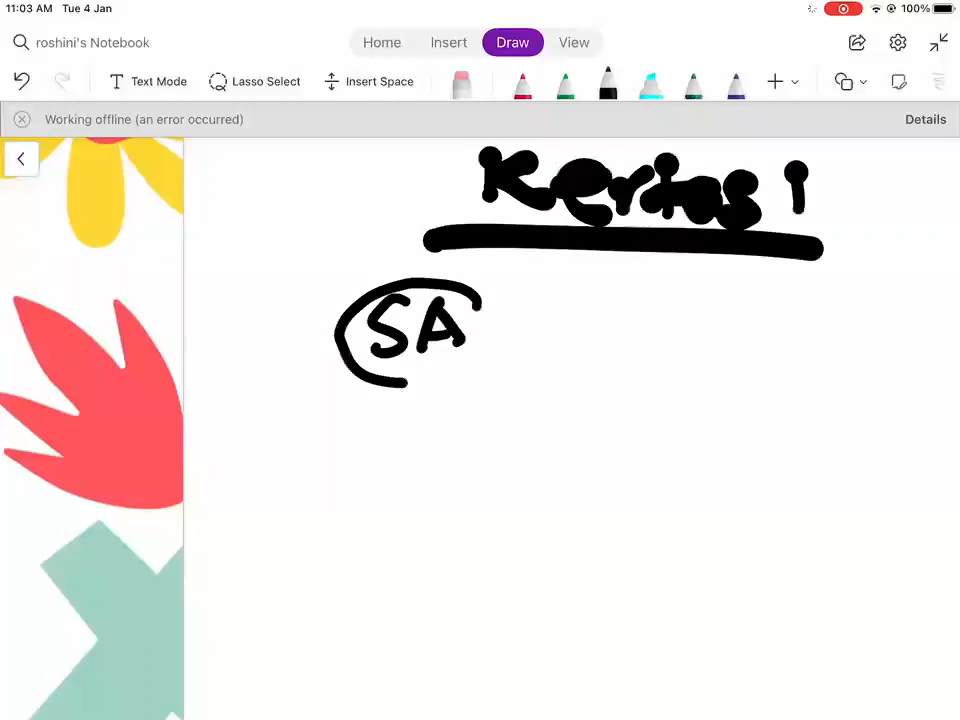 11:03 AM Tue 4 Jan 100%
roshini's Notebook Home Insert Draw View
Text Mode Lasso Select Insert Space
Working offline (an error occurred) Details
Kertas 1
SA